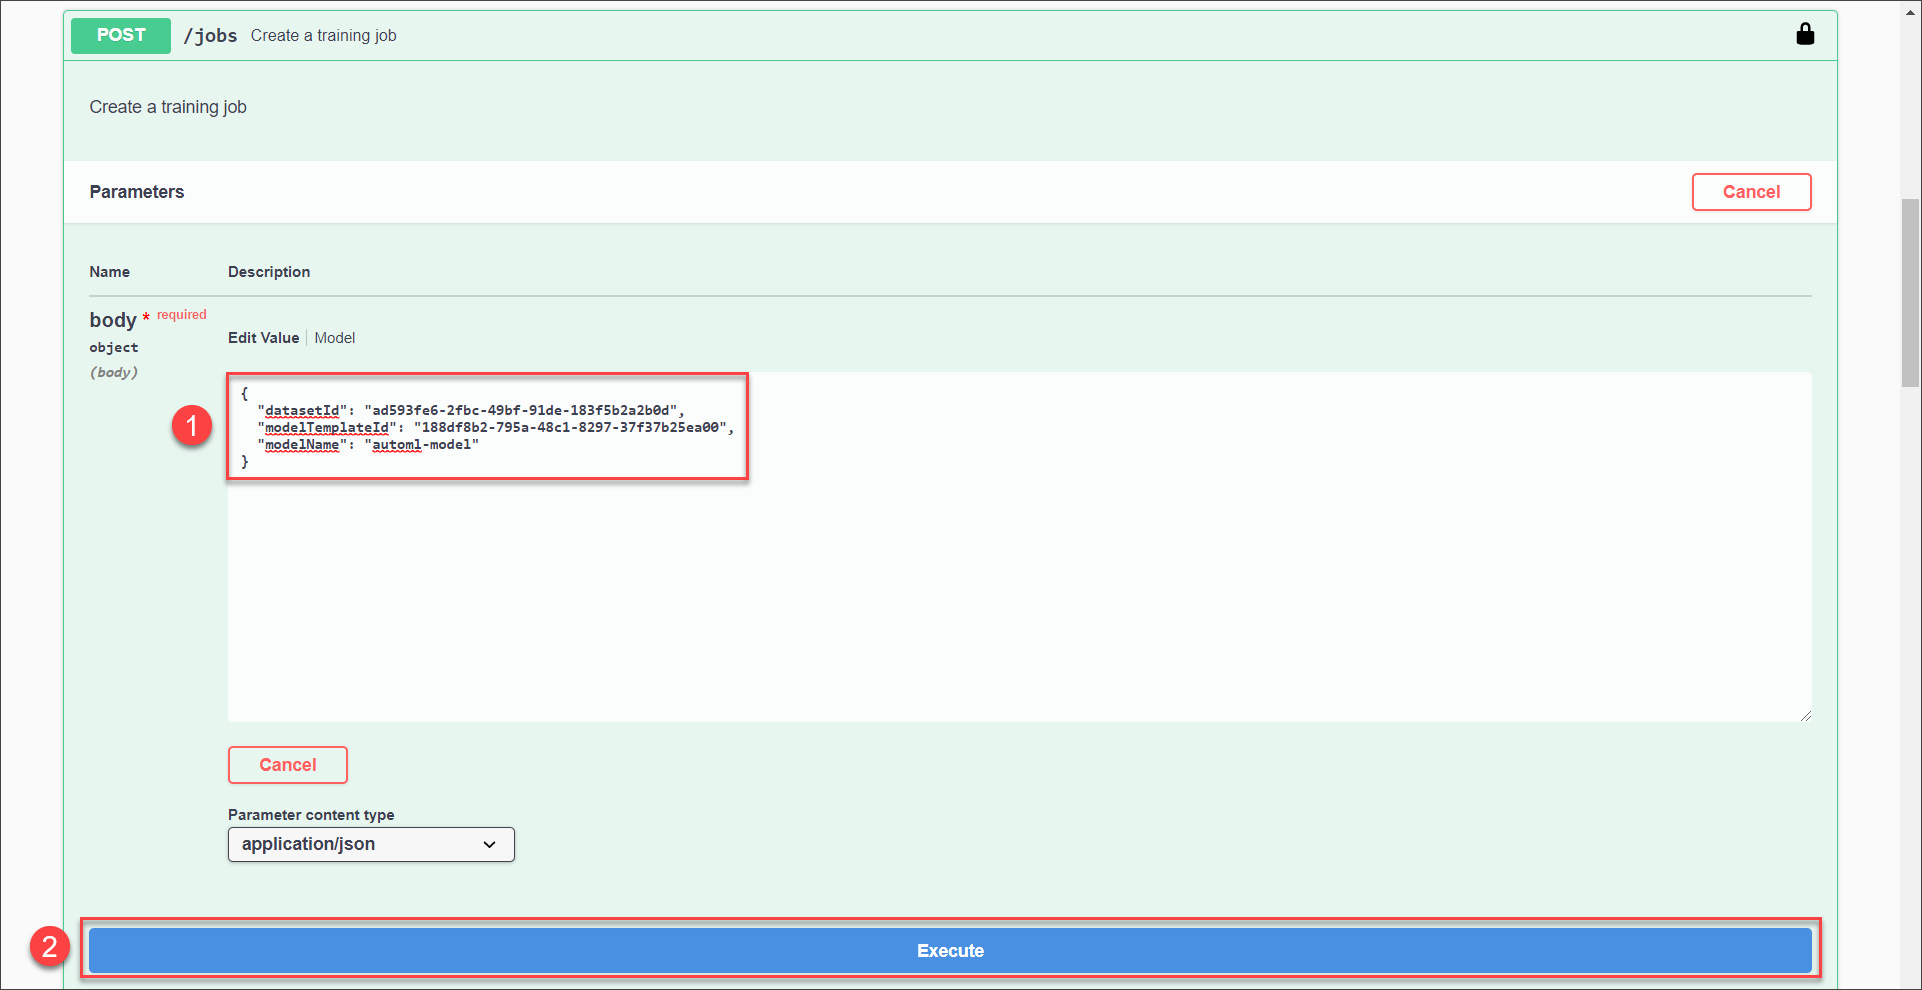 POST /jobs Create a training job
Create a training job
Parameters Cancel
Name Description
body * required
object
(body)
Edit Value Model
1
{
"datasetId": "ad593fe6-2fbc-49bf-91de-183f5b2a2b0d",
"modelTemplateId": "188df8b2-795a-48c1-8297-37f37b25ea00",
"modelName": "automl-model"
}
Cancel
Parameter content type
application/json
2 Execute